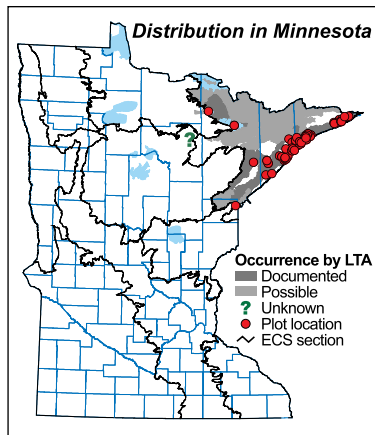 Distribution in Minnesota
?
Occurrence by LTA
Documented
Possible
? Unknown
Plot location
ECS section